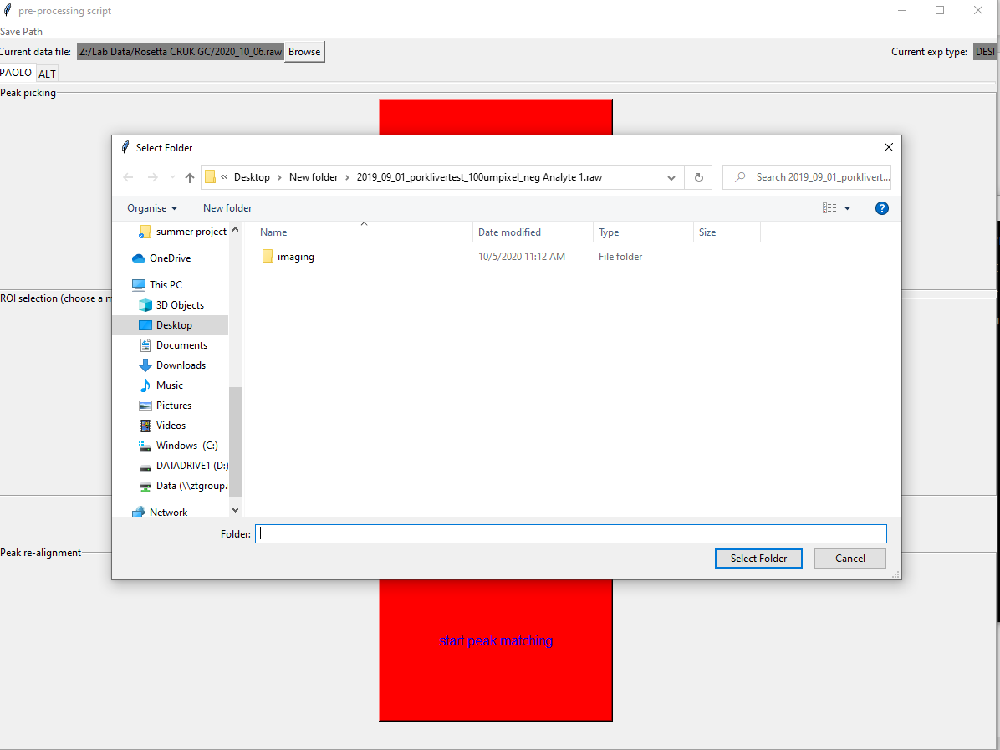 pre-processing script
Save Path
Current data file: Z:/Lab Data/Rosetta CRUK GC/2020_10_06.raw Browse Current exp type: DESI
PAOLO ALT
Peak picking
Select Folder
« Desktop › New folder › 2019_09_01_porklivertest_100umpixel_neg Analyte 1.raw Search 2019_09_01_porklivert...
Organise New folder
Name Date modified Type Size
summer project
imaging 10/5/2020 11:12 AM File folder
OneDrive
This PC
3D Objects
ROI selection (choose a m
Desktop
Documents
Downloads
Music
Pictures
Videos
Windows (C:)
DATADRIVE1 (D:)
Data (\\ztgroup.
Network
Folder:
Select Folder Cancel
Peak re-alignment
start peak matching